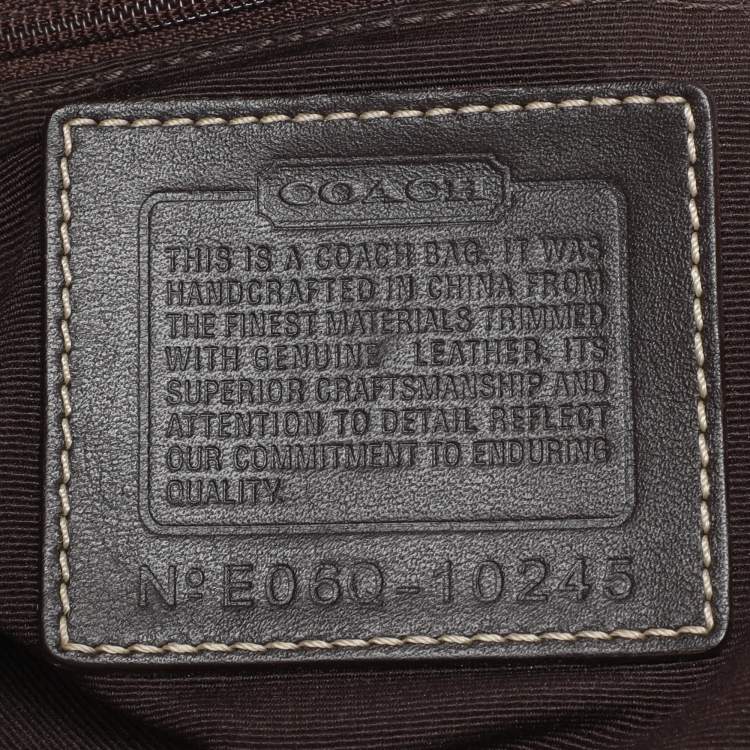 COACH
THIS IS A COACH BAG. IT WAS
HANDCRAFTED IN CHINA FROM
THE FINEST MATERIALS TRIMMED
WITH GENUINE LEATHER. ITS
SUPERIOR CRAFTSMANSHIP AND
ATTENTION TO DETAIL REFLECT
OUR COMMITMENT TO ENDURING
QUALITY.
Nº E06Q-10245